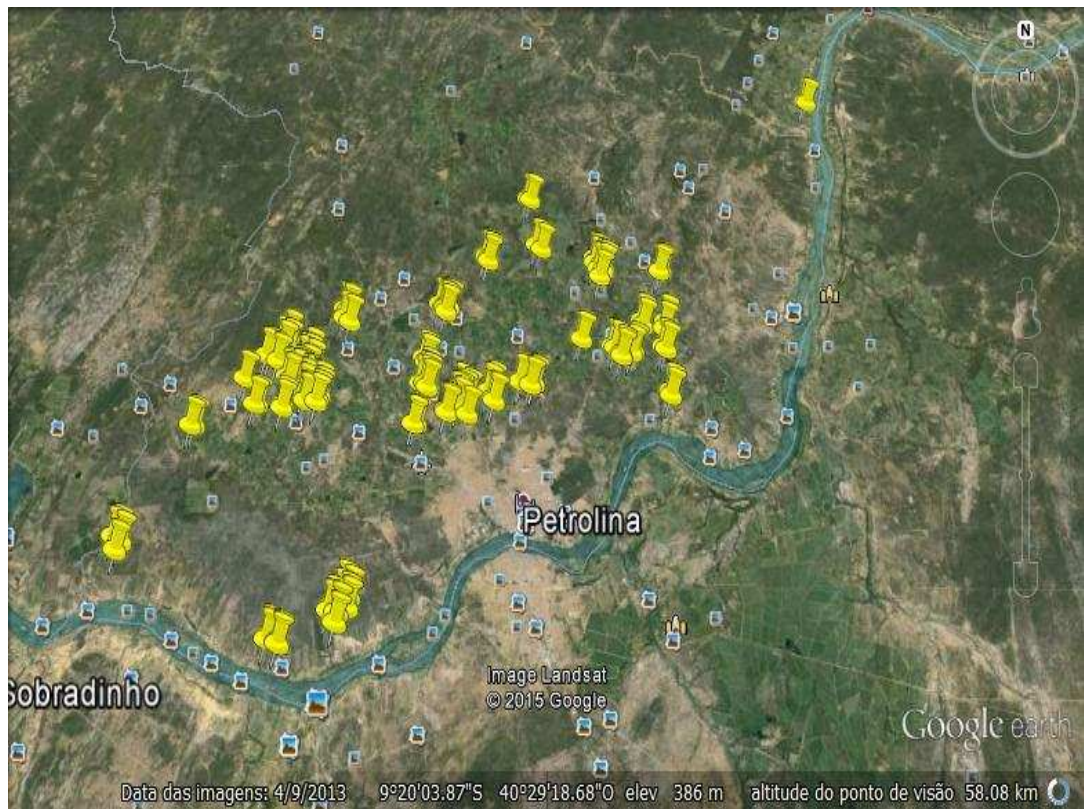 N
Petrolina
Sobradinho
Image Landsat
© 2015 Google
Google earth
Data das imagens: 4/9/2013 9°20'03.87"S 40°29'18.68"O elev 386 m altitude do ponto de visão 58.08 km